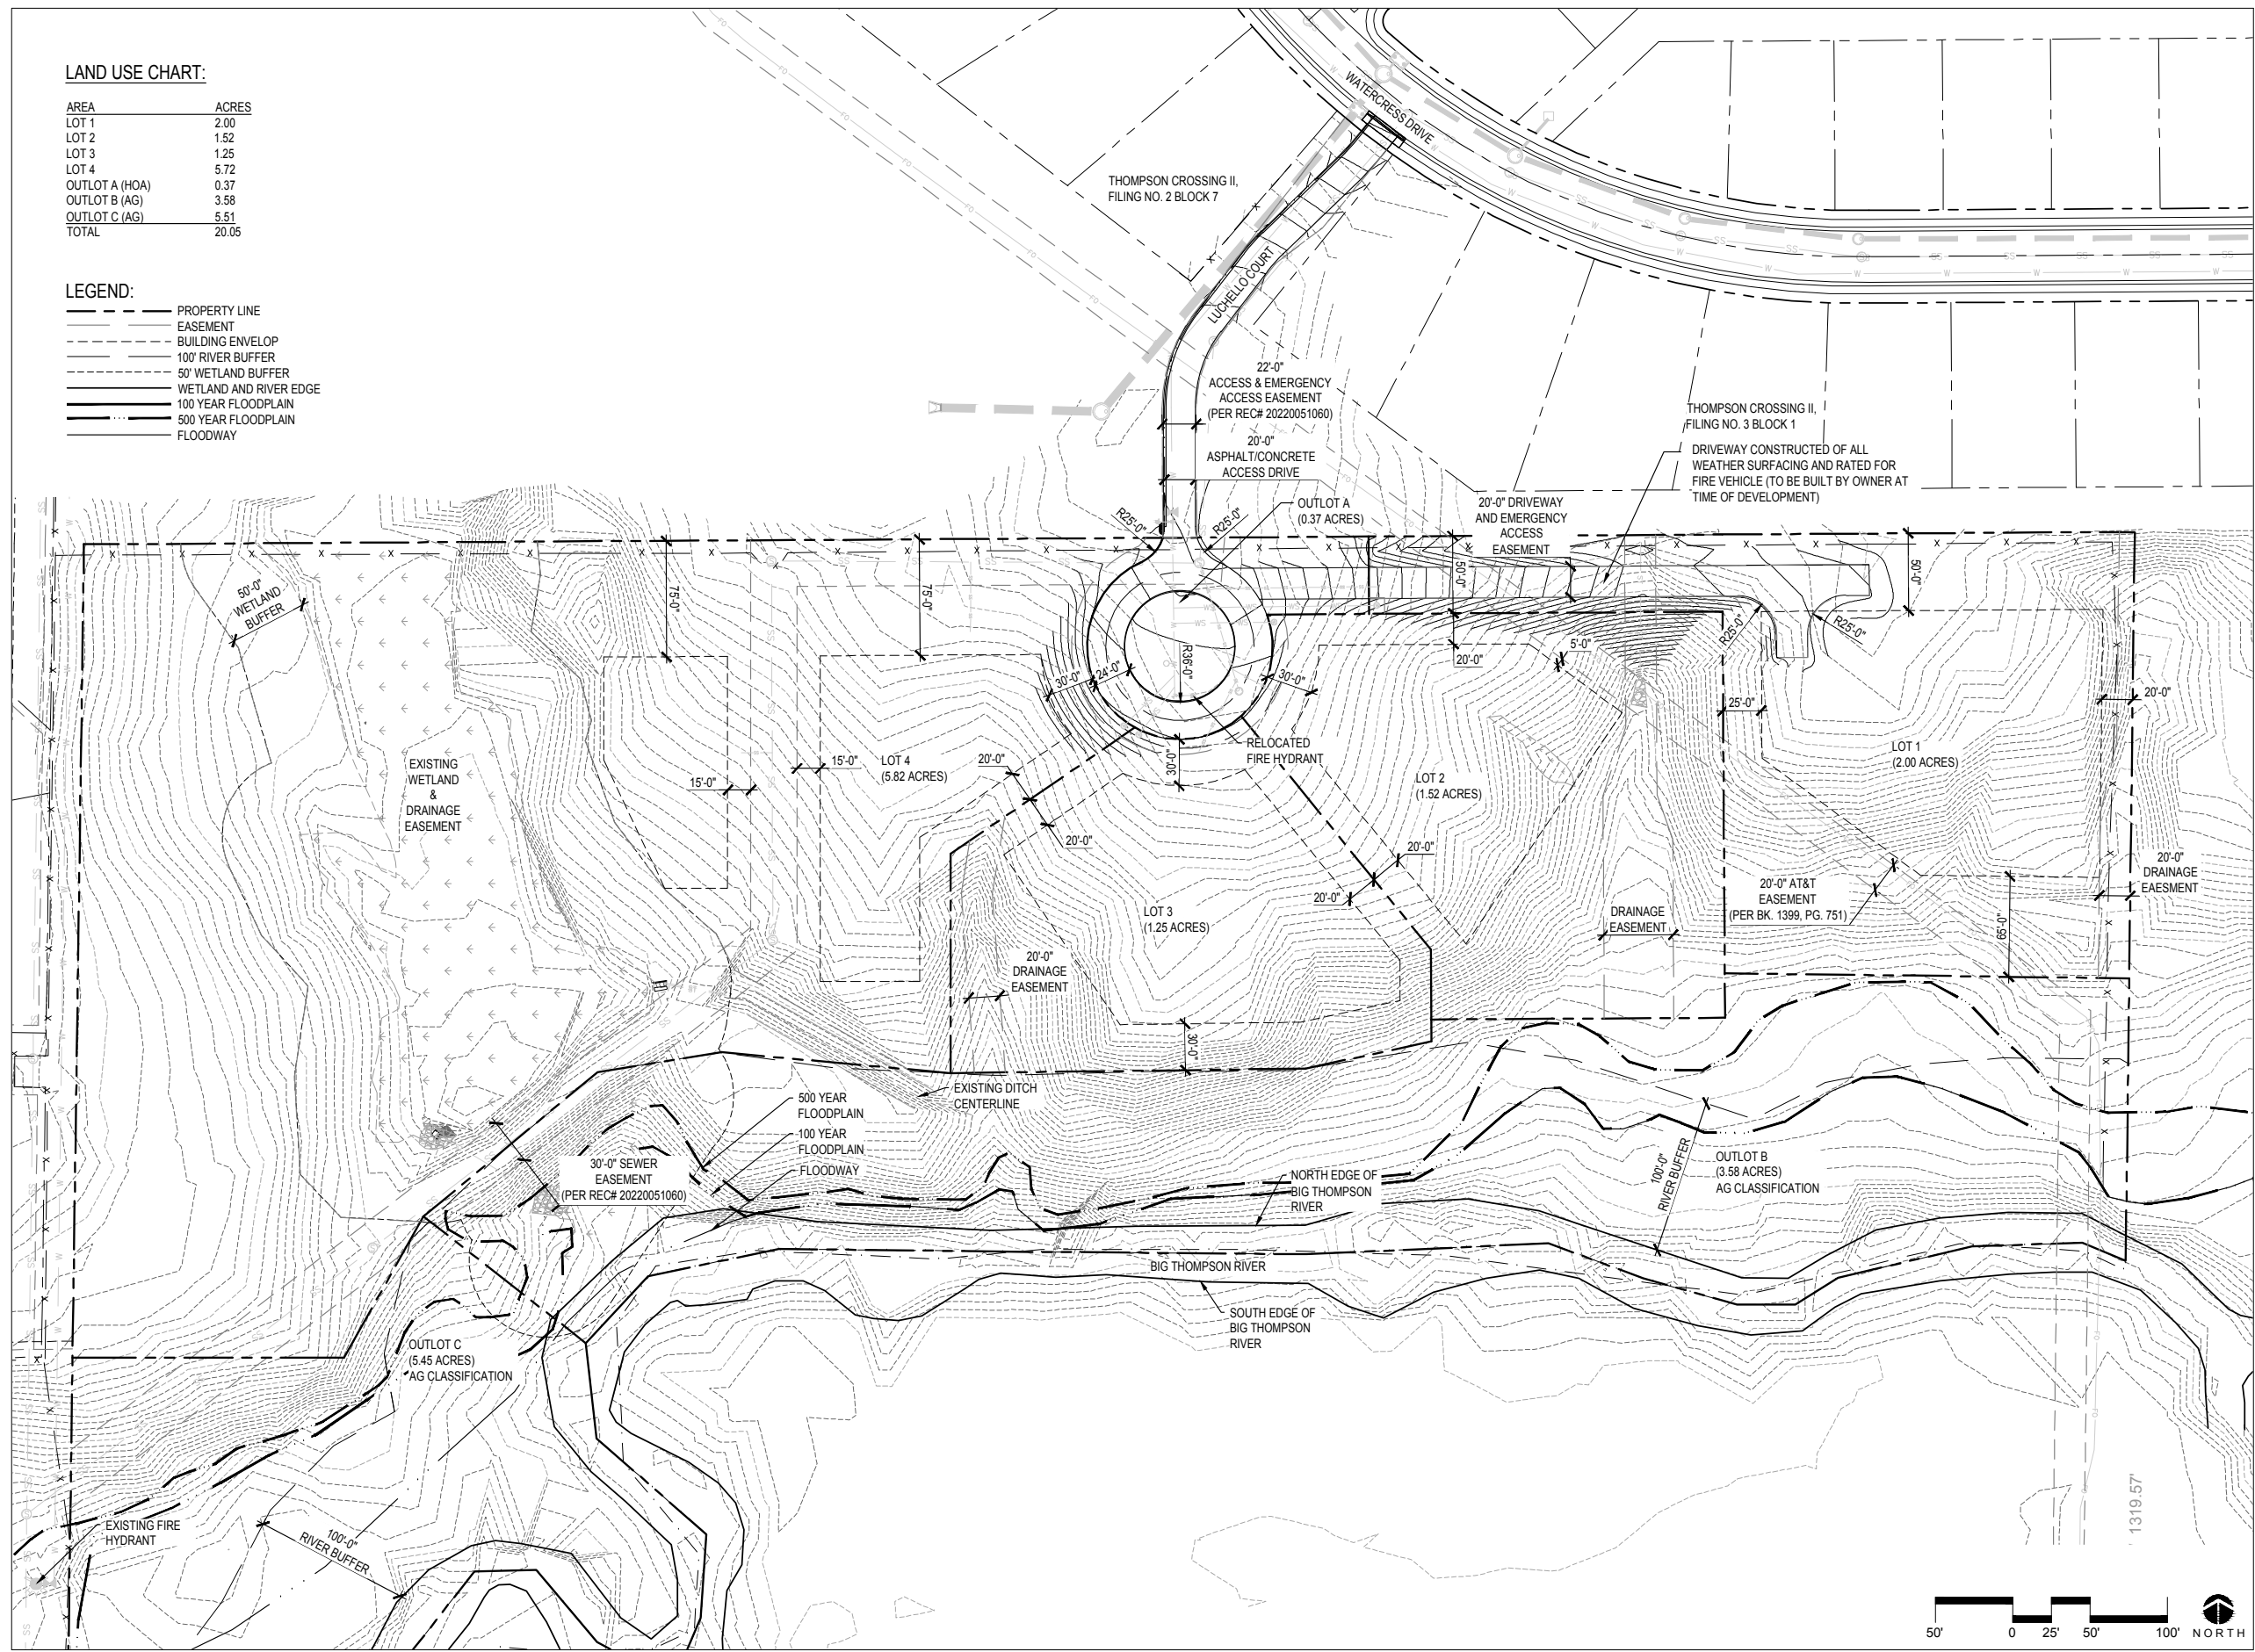 LAND USE CHART:
AREA ACRES
LOT 1 2.00
LOT 2 1.52
LOT 3 1.25
LOT 4 5.72
OUTLOT A (HOA) 0.37
OUTLOT B (AG) 3.58
OUTLOT C (AG) 5.51
TOTAL 20.05
LEGEND:
PROPERTY LINE
EASEMENT
BUILDING ENVELOP
100' RIVER BUFFER
50' WETLAND BUFFER
WETLAND AND RIVER EDGE
100 YEAR FLOODPLAIN
500 YEAR FLOODPLAIN
FLOODWAY
WATERCRESS DRIVE
THOMPSON CROSSING II,
FILING NO. 2 BLOCK 7
LUCHELLO COURT
22'-0"
ACCESS & EMERGENCY
ACCESS EASEMENT
(PER REC# 20220051060)
20'-0"
ASPHALT/CONCRETE
ACCESS DRIVE
THOMPSON CROSSING II,
FILING NO. 3 BLOCK 1
DRIVEWAY CONSTRUCTED OF ALL
WEATHER SURFACING AND RATED FOR
FIRE VEHICLE (TO BE BUILT BY OWNER AT
TIME OF DEVELOPMENT)
OUTLOT A
(0.37 ACRES)
20'-0" DRIVEWAY
AND EMERGENCY
ACCESS
EASEMENT
R25'-0"
R25'-0"
50'-0"
WETLAND
BUFFER
75'-0"
75'-0"
50'-0"
50'-0"
R25'-0"
R25'-0"
5'-0"
20'-0"
30'-0"
24'-0"
R36'-0"
30'-0"
25'-0"
20'-0"
EXISTING
WETLAND
&
DRAINAGE
EASEMENT
15'-0"
15'-0"
LOT 4
(5.82 ACRES)
20'-0"
20'-0"
30'-0"
RELOCATED
FIRE HYDRANT
LOT 2
(1.52 ACRES)
LOT 1
(2.00 ACRES)
20'-0"
20'-0"
LOT 3
(1.25 ACRES)
DRAINAGE
EASEMENT
20'-0" AT&T
EASEMENT
(PER BK. 1399, PG. 751)
20'-0"
DRAINAGE
EAESMENT
65'-0"
20'-0"
DRAINAGE
EASEMENT
30'-0"
EXISTING DITCH
CENTERLINE
500 YEAR
FLOODPLAIN
100 YEAR
FLOODPLAIN
FLOODWAY
30'-0" SEWER
EASEMENT
(PER REC# 20220051060)
NORTH EDGE OF
BIG THOMPSON
RIVER
100'-0"
RIVER BUFFER
OUTLOT B
(3.58 ACRES)
AG CLASSIFICATION
BIG THOMPSON RIVER
SOUTH EDGE OF
BIG THOMPSON
RIVER
OUTLOT C
(5.45 ACRES)
AG CLASSIFICATION
EXISTING FIRE
HYDRANT
100'-0"
RIVER BUFFER
1319.57'
50' 0 25' 50' 100' NORTH